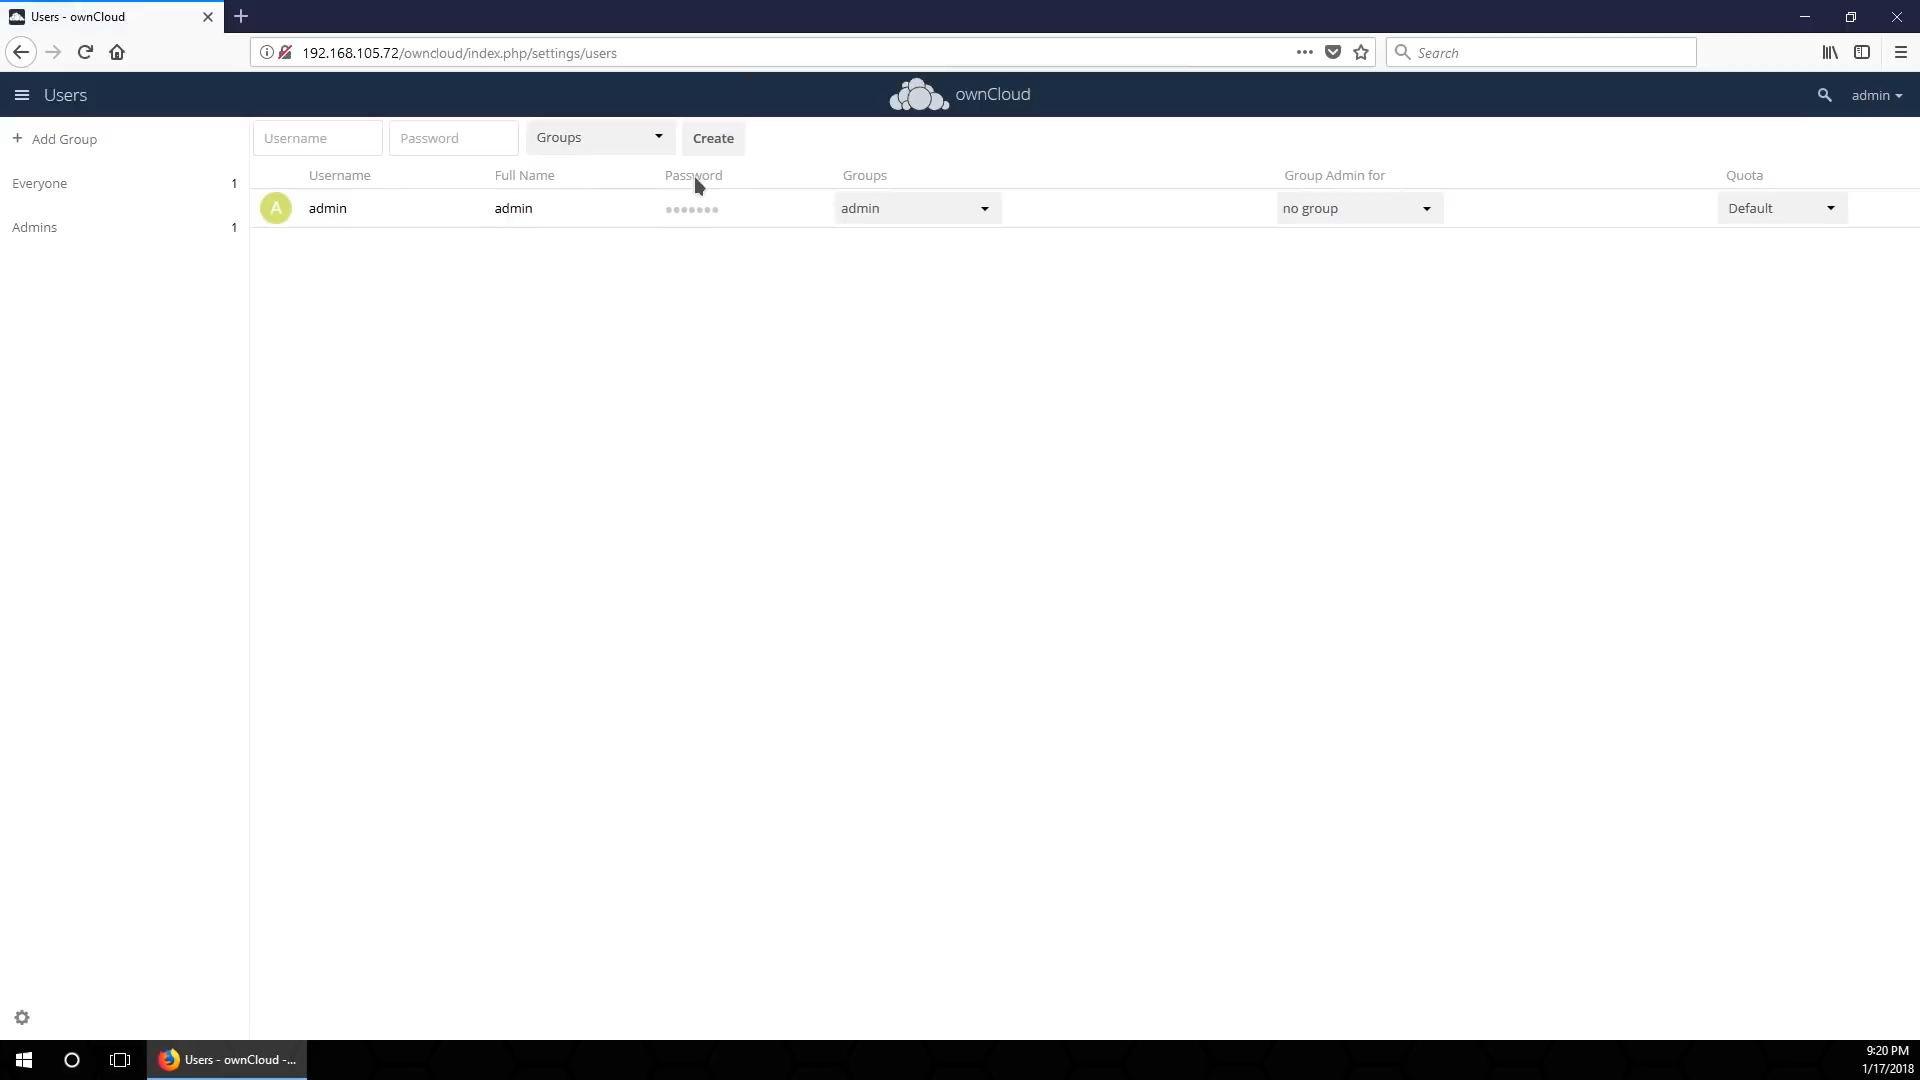 Users - ownCloud
192.168.105.72/owncloud/index.php/settings/users
Search
Users
ownCloud
admin
+ Add Group
Username
Password
Groups
Create
Username
Full Name
Password
Groups
Group Admin for
Quota
Everyone 1
A
admin
admin
●●●●●●●
admin
no group
Default
Admins 1
Users - ownCloud -...
9:20 PM
1/17/2018